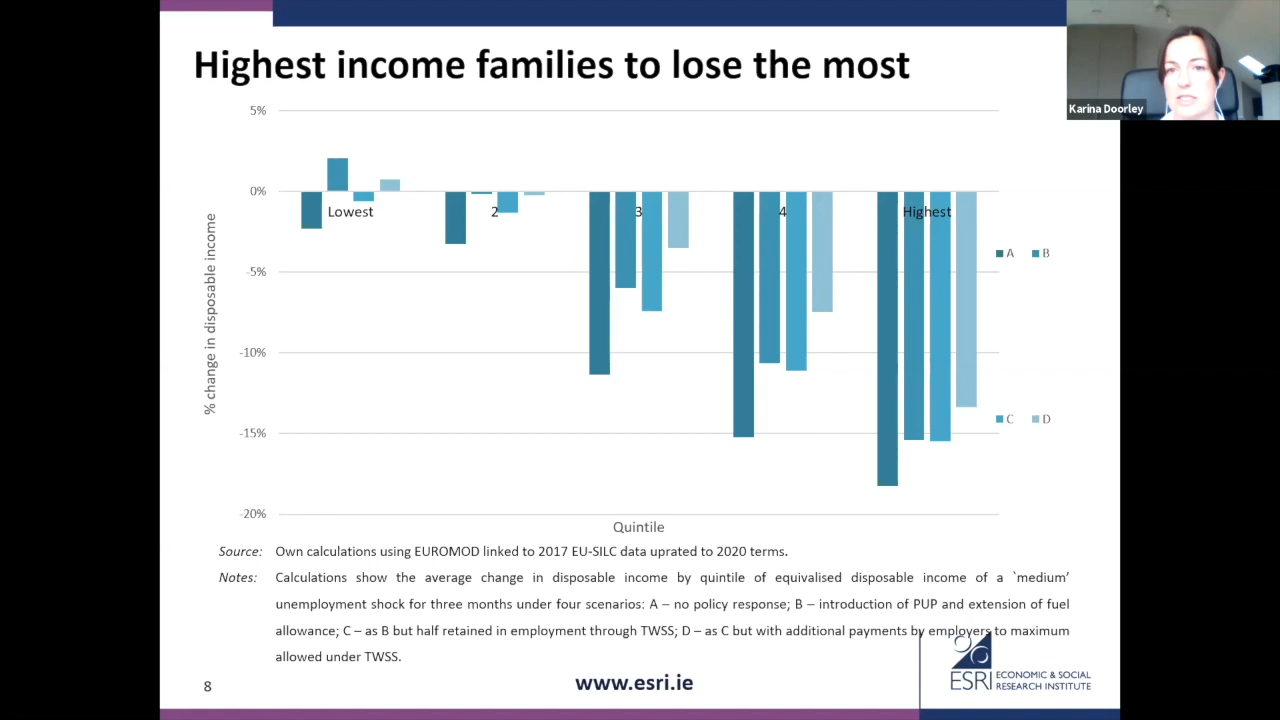 Highest income families to lose the most
Karina Doorley
5%
0%
-5%
-10%
-15%
-20%
% change in disposable income
Lowest
2
3
4
Highest
A B
C D
Quintile
Source: Own calculations using EUROMOD linked to 2017 EU-SILC data uprated to 2020 terms.
Notes: Calculations show the average change in disposable income by quintile of equivalised disposable income of a `medium’
unemployment shock for three months under four scenarios: A – no policy response; B – introduction of PUP and extension of fuel
allowance; C – as B but half retained in employment through TWSS; D – as C but with additional payments by employers to maximum
allowed under TWSS.
8
www.esri.ie
ESRI ECONOMIC & SOCIAL
RESEARCH INSTITUTE